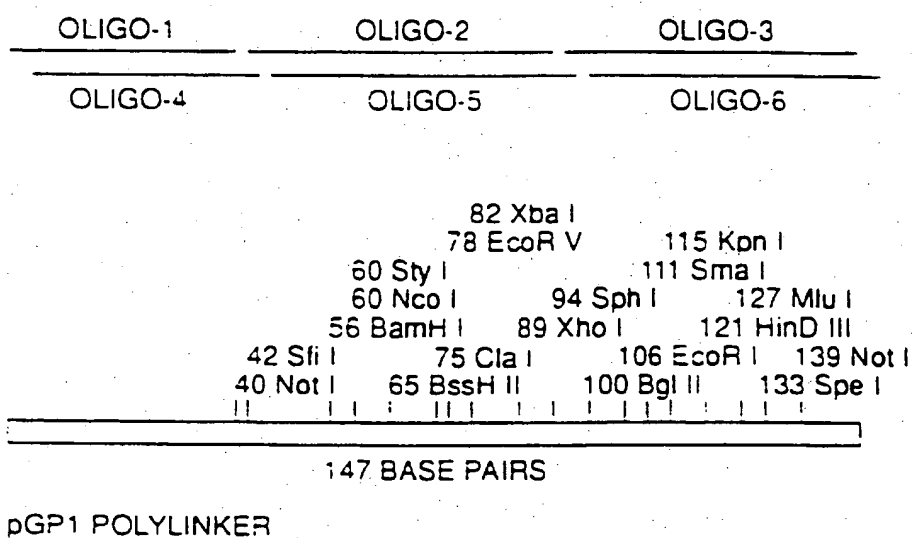 OLIGO-1 OLIGO-2 OLIGO-3
OLIGO-4 OLIGO-5 OLIGO-6
82 Xba I
78 EcoR V 115 Kpn I
60 Sty I 111 Sma I
60 Nco I 94 Sph I 127 Mlu I
56 BamH I 89 Xho I 121 HinD III
42 Sfi I 75 Cla I 106 EcoR I 139 Not I
40 Not I 65 BssH II 100 Bgl II 133 Spe I
147 BASE PAIRS
pGP1 POLYLINKER